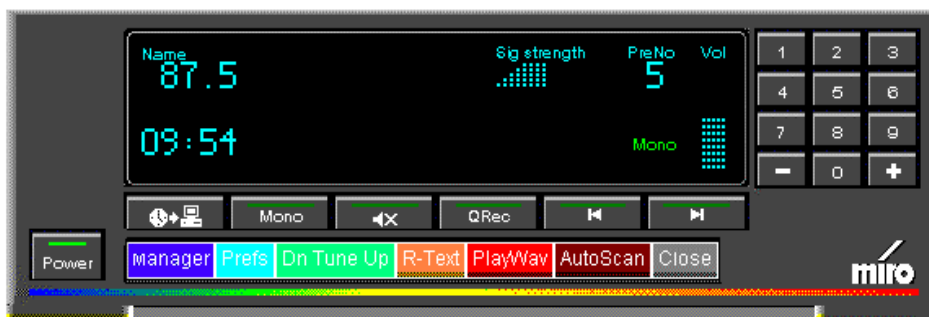 Name Sig strength PreNo Vol
87.5 5
09:54 Mono
1 2 3
4 5 6
7 8 9
- 0 +
Mono QRec
Power
manager Prefs Dn Tune Up R-Text PlayWav AutoScan Close
miro